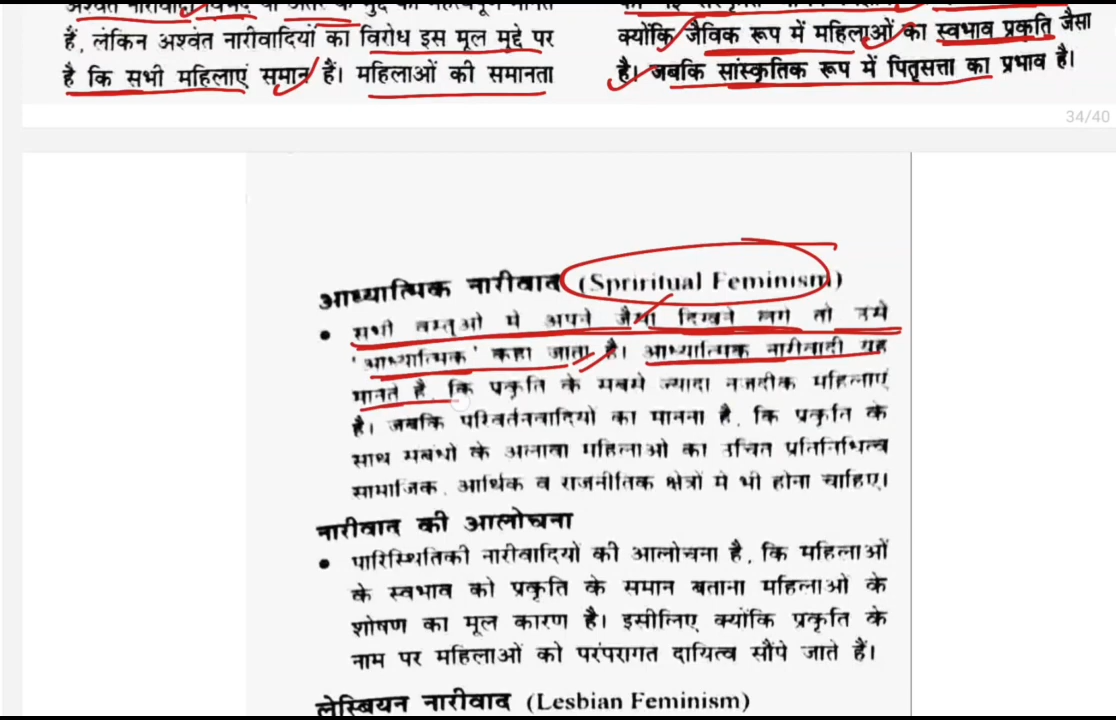 हैं, लेकिन अश्वेत नारीवादियों का विरोध इस मूल मुद्दे पर
है कि सभी महिलाएं समान हैं। महिलाओं की समानता
क्योंकि जैविक रूप में महिलाओं का स्वभाव प्रकृति जैसा
है। जबकि सांस्कृतिक रूप में पितृसत्ता का प्रभाव है।
34/40
आध्यात्मिक नारीवाद (Spriritual Feminism)
• सभी वस्तुओं मे अपने जैसा दिखने लगे तो उसे
'आध्यात्मिक' कहा जाता है। आध्यात्मिक नारीवादी यह
मानते है, कि प्रकृति के सबसे ज्यादा नजदीक महिलाएं
है। जबकि परिवर्तनवादियों का मानना है, कि प्रकृति के
साथ संबंधो के अलावा महिलाओ का उचित प्रतिनिधित्व
सामाजिक, आर्थिक व राजनीतिक क्षेत्रों मे भी होना चाहिए।
नारीवाद की आलोचना
• पारिस्थितिकी नारीवादियों की आलोचना है, कि महिलाओं
के स्वभाव को प्रकृति के समान बताना महिलाओं के
शोषण का मूल कारण है। इसीलिए क्योंकि प्रकृति के
नाम पर महिलाओं को परंपरागत दायित्व सौंपे जाते हैं।
लेस्बियन नारीवाद (Lesbian Feminism)